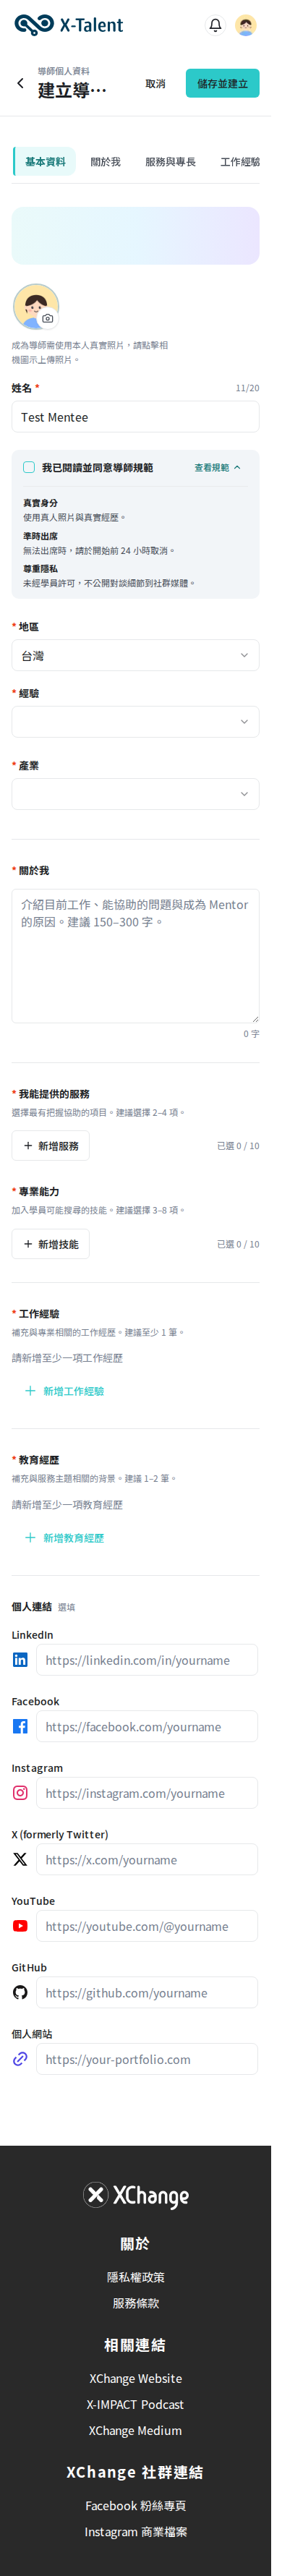 X-Talent
導師個人資料
建立導…
取消
儲存並建立
基本資料
關於我
服務與專長
工作經驗
成為導師需使用本人真實照片，請點擊相
機圖示上傳照片。
姓名 *
11/20
Test Mentee
我已閱讀並同意導師規範
查看規範
真實身分
使用真人照片與真實經歷。
準時出席
無法出席時，請於開始前 24 小時取消。
尊重隱私
未經學員許可，不公開對談細節到社群媒體。
* 地區
台灣
* 經驗
* 產業
* 關於我
介紹目前工作、能協助的問題與成為 Mentor
的原因。建議 150–300 字。
0 字
* 我能提供的服務
選擇最有把握協助的項目。建議選擇 2–4 項。
+ 新增服務
已選 0 / 10
* 專業能力
加入學員可能搜尋的技能。建議選擇 3–8 項。
+ 新增技能
已選 0 / 10
* 工作經驗
補充與專業相關的工作經歷。建議至少 1 筆。
請新增至少一項工作經歷
+ 新增工作經驗
* 教育經歷
補充與服務主題相關的背景。建議 1–2 筆。
請新增至少一項教育經歷
+ 新增教育經歷
個人連結 選填
LinkedIn
https://linkedin.com/in/yourname
Facebook
https://facebook.com/yourname
Instagram
https://instagram.com/yourname
X (formerly Twitter)
https://x.com/yourname
YouTube
https://youtube.com/@yourname
GitHub
https://github.com/yourname
個人網站
https://your-portfolio.com
XChange
關於
隱私權政策
服務條款
相關連結
XChange Website
X-IMPACT Podcast
XChange Medium
XChange 社群連結
Facebook 粉絲專頁
Instagram 商業檔案